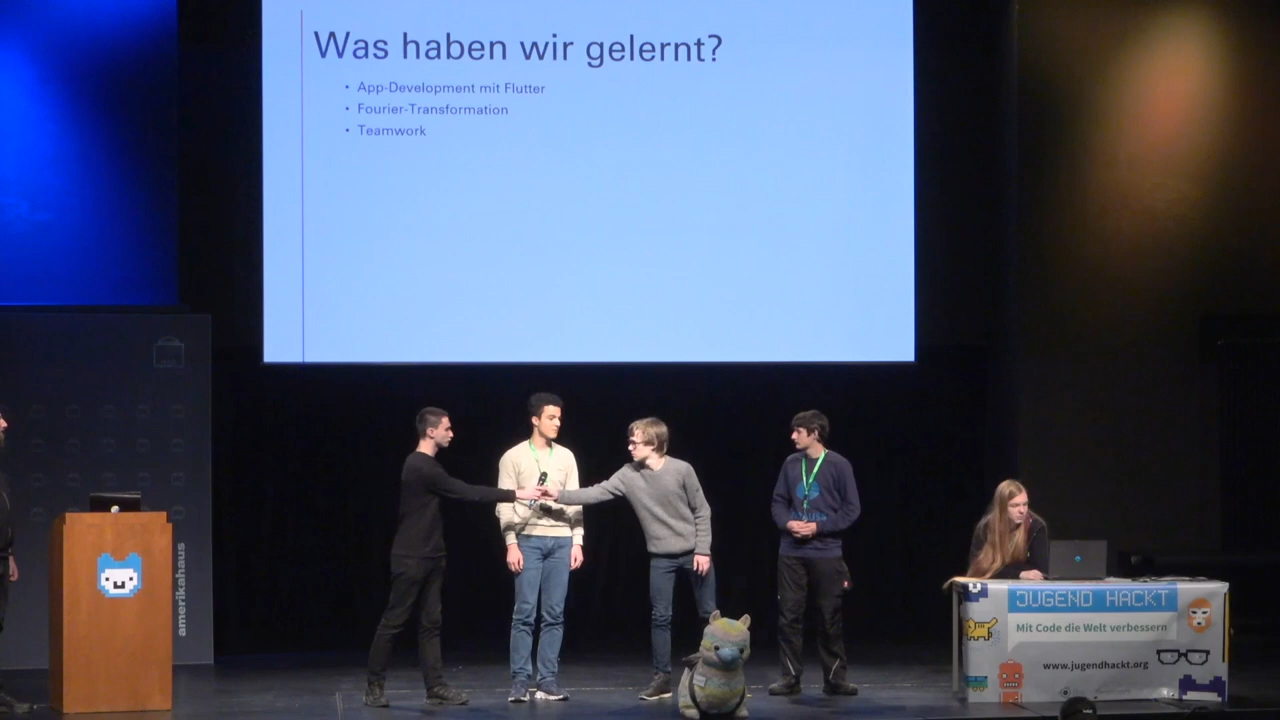 Was haben wir gelernt?
• App-Development mit Flutter
• Fourier-Transformation
• Teamwork
amerikahaus
JUGEND HACKT
Mit Code die Welt verbessern
www.jugendhackt.org